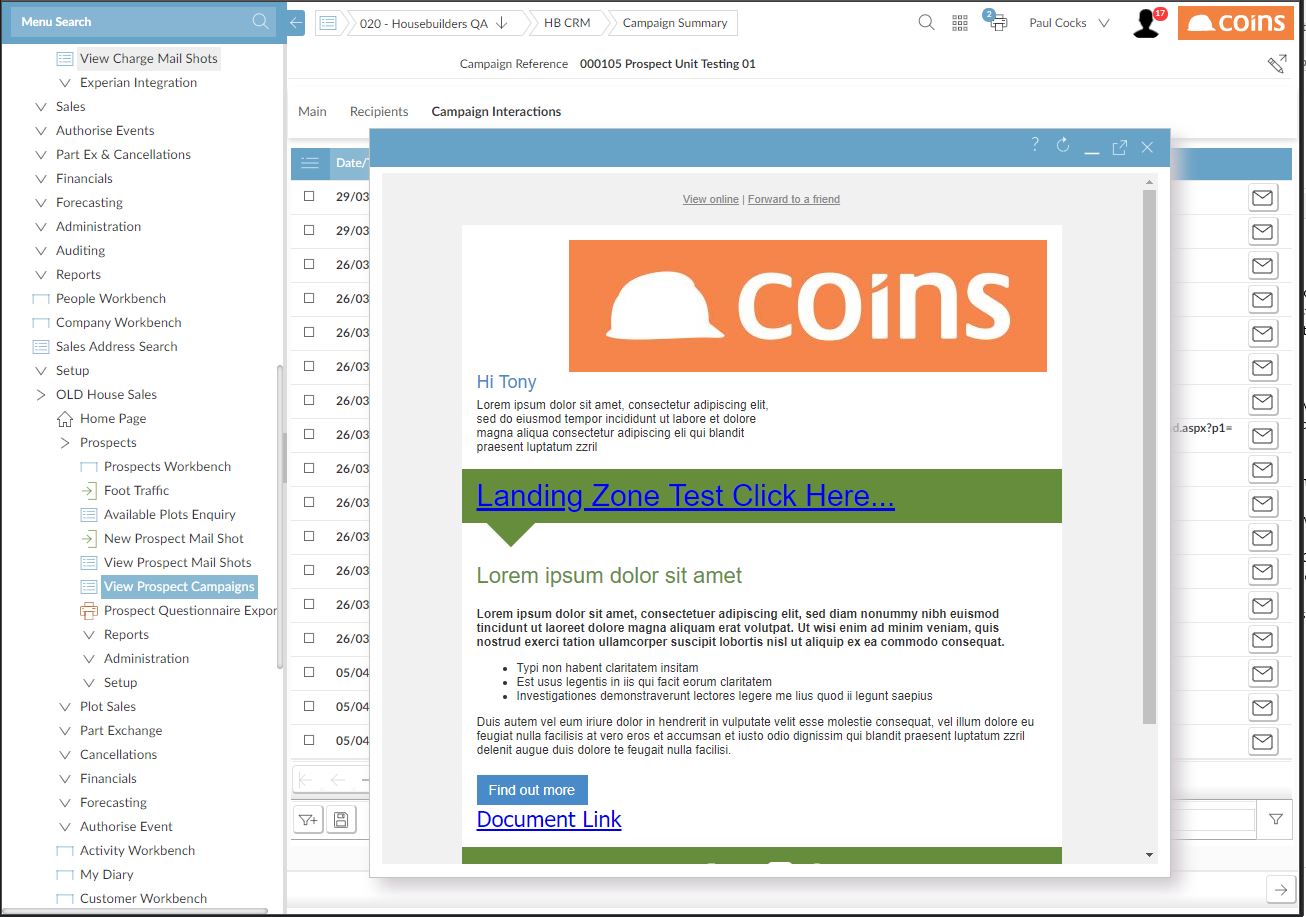 Menu Search
020 - Housebuilders QA
HB CRM
Campaign Summary
2
Paul Cocks
17
coins
Campaign Reference 000105 Prospect Unit Testing 01
Main Recipients Campaign Interactions
View Charge Mail Shots
Experian Integration
Sales
Authorise Events
Part Ex & Cancellations
Financials
Forecasting
Administration
Auditing
Reports
People Workbench
Company Workbench
Sales Address Search
Setup
OLD House Sales
Home Page
Prospects
Prospects Workbench
Foot Traffic
Available Plots Enquiry
New Prospect Mail Shot
View Prospect Mail Shots
View Prospect Campaigns
Prospect Questionnaire Expor
Reports
Administration
Setup
Plot Sales
Part Exchange
Cancellations
Financials
Forecasting
Authorise Event
Activity Workbench
My Diary
Customer Workbench
Date/
29/03
29/03
26/03
26/03
26/03
26/03
26/03
26/03
26/03
26/03
26/03
26/03
26/03
26/03
05/04
05/04
05/04
d.aspx?p1=
?
View online | Forward to a friend
coins
Hi Tony
Lorem ipsum dolor sit amet, consectetur adipiscing elit,
sed do eiusmod tempor incididunt ut labore et dolore
magna aliqua consectetur adipiscing eli qui blandit
praesent luptatum zzril
Landing Zone Test Click Here...
Lorem ipsum dolor sit amet
Lorem ipsum dolor sit amet, consectetuer adipiscing elit, sed diam nonummy nibh euismod
tincidunt ut laoreet dolore magna aliquam erat volutpat. Ut wisi enim ad minim veniam, quis
nostrud exerci tation ullamcorper suscipit lobortis nisl ut aliquip ex ea commodo consequat.
• Typi non habent claritatem insitam
• Est usus legentis in iis qui facit eorum claritatem
• Investigationes demonstraverunt lectores legere me lius quod ii legunt saepius
Duis autem vel eum iriure dolor in hendrerit in vulputate velit esse molestie consequat, vel illum dolore eu
feugiat nulla facilisis at vero eros et accumsan et iusto odio dignissim qui blandit praesent luptatum zzril
delenit augue duis dolore te feugait nulla facilisi.
Find out more
Document Link